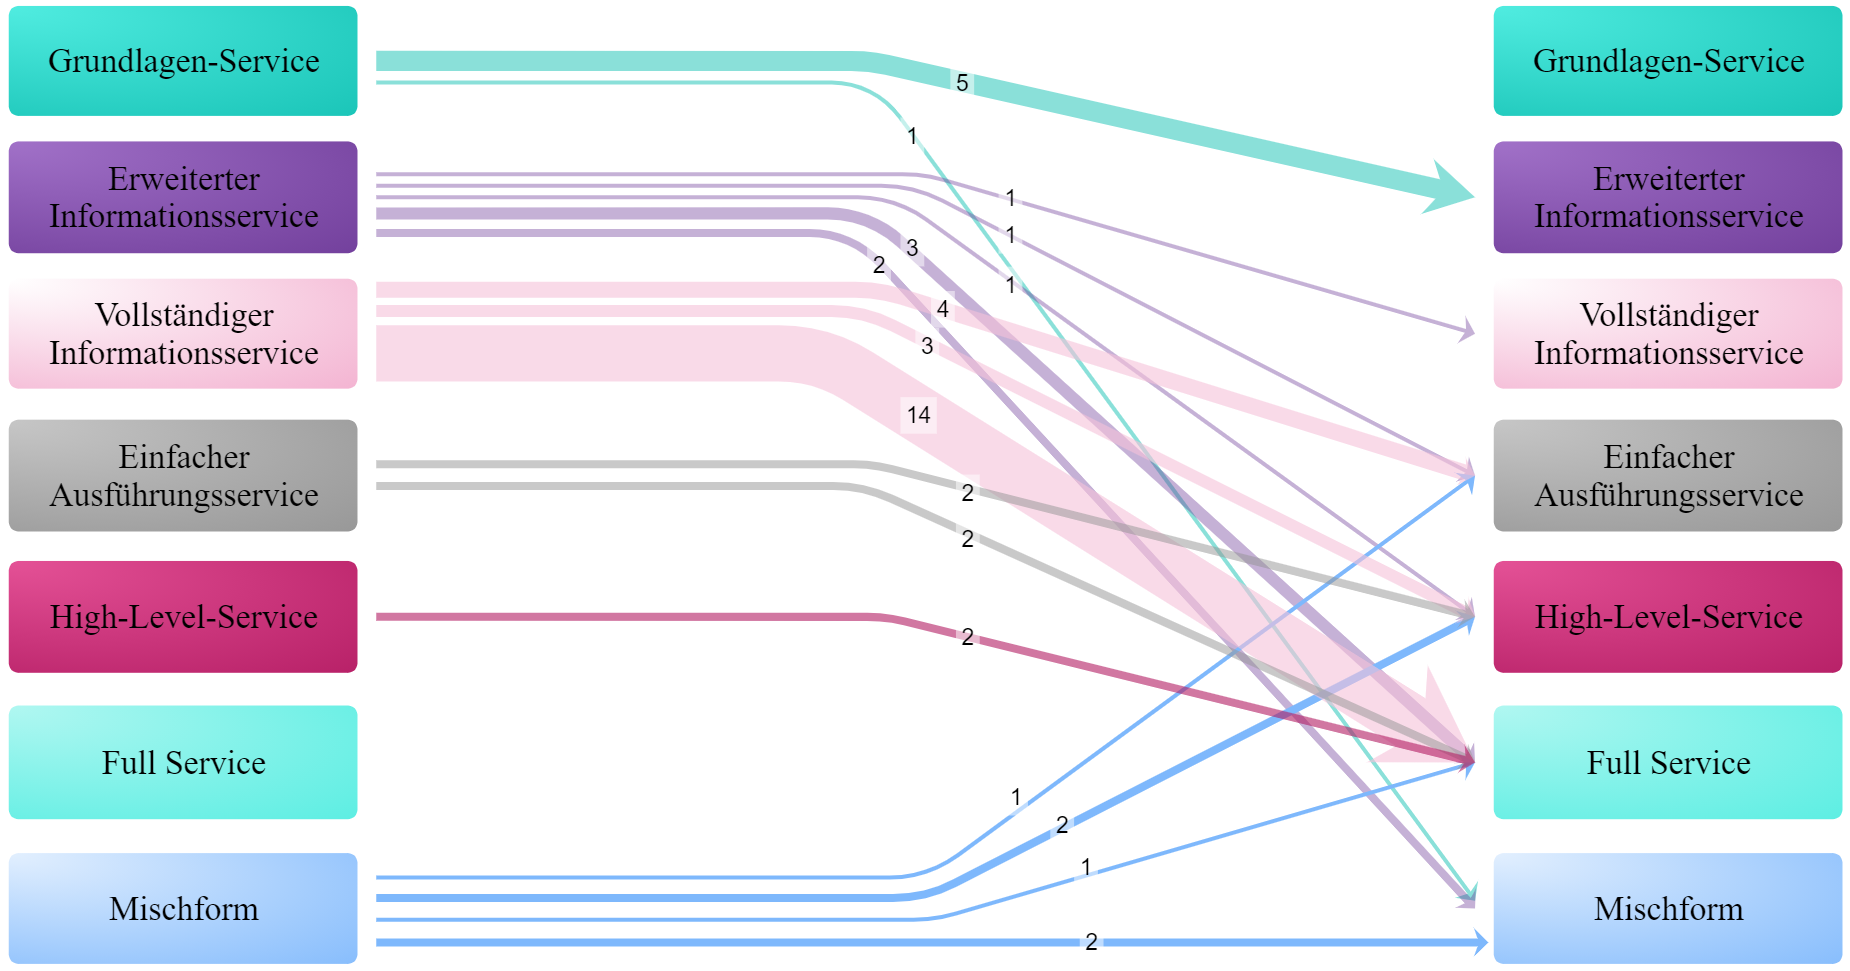 Grundlagen-Service
Erweiterter
Informationsservice
Vollständiger
Informationsservice
Einfacher
Ausführungsservice
High-Level-Service
Full Service
Mischform
5
1
1
1
1
3
2
4
3
14
2
2
2
1
2
1
2
Grundlagen-Service
Erweiterter
Informationsservice
Vollständiger
Informationsservice
Einfacher
Ausführungsservice
High-Level-Service
Full Service
Mischform